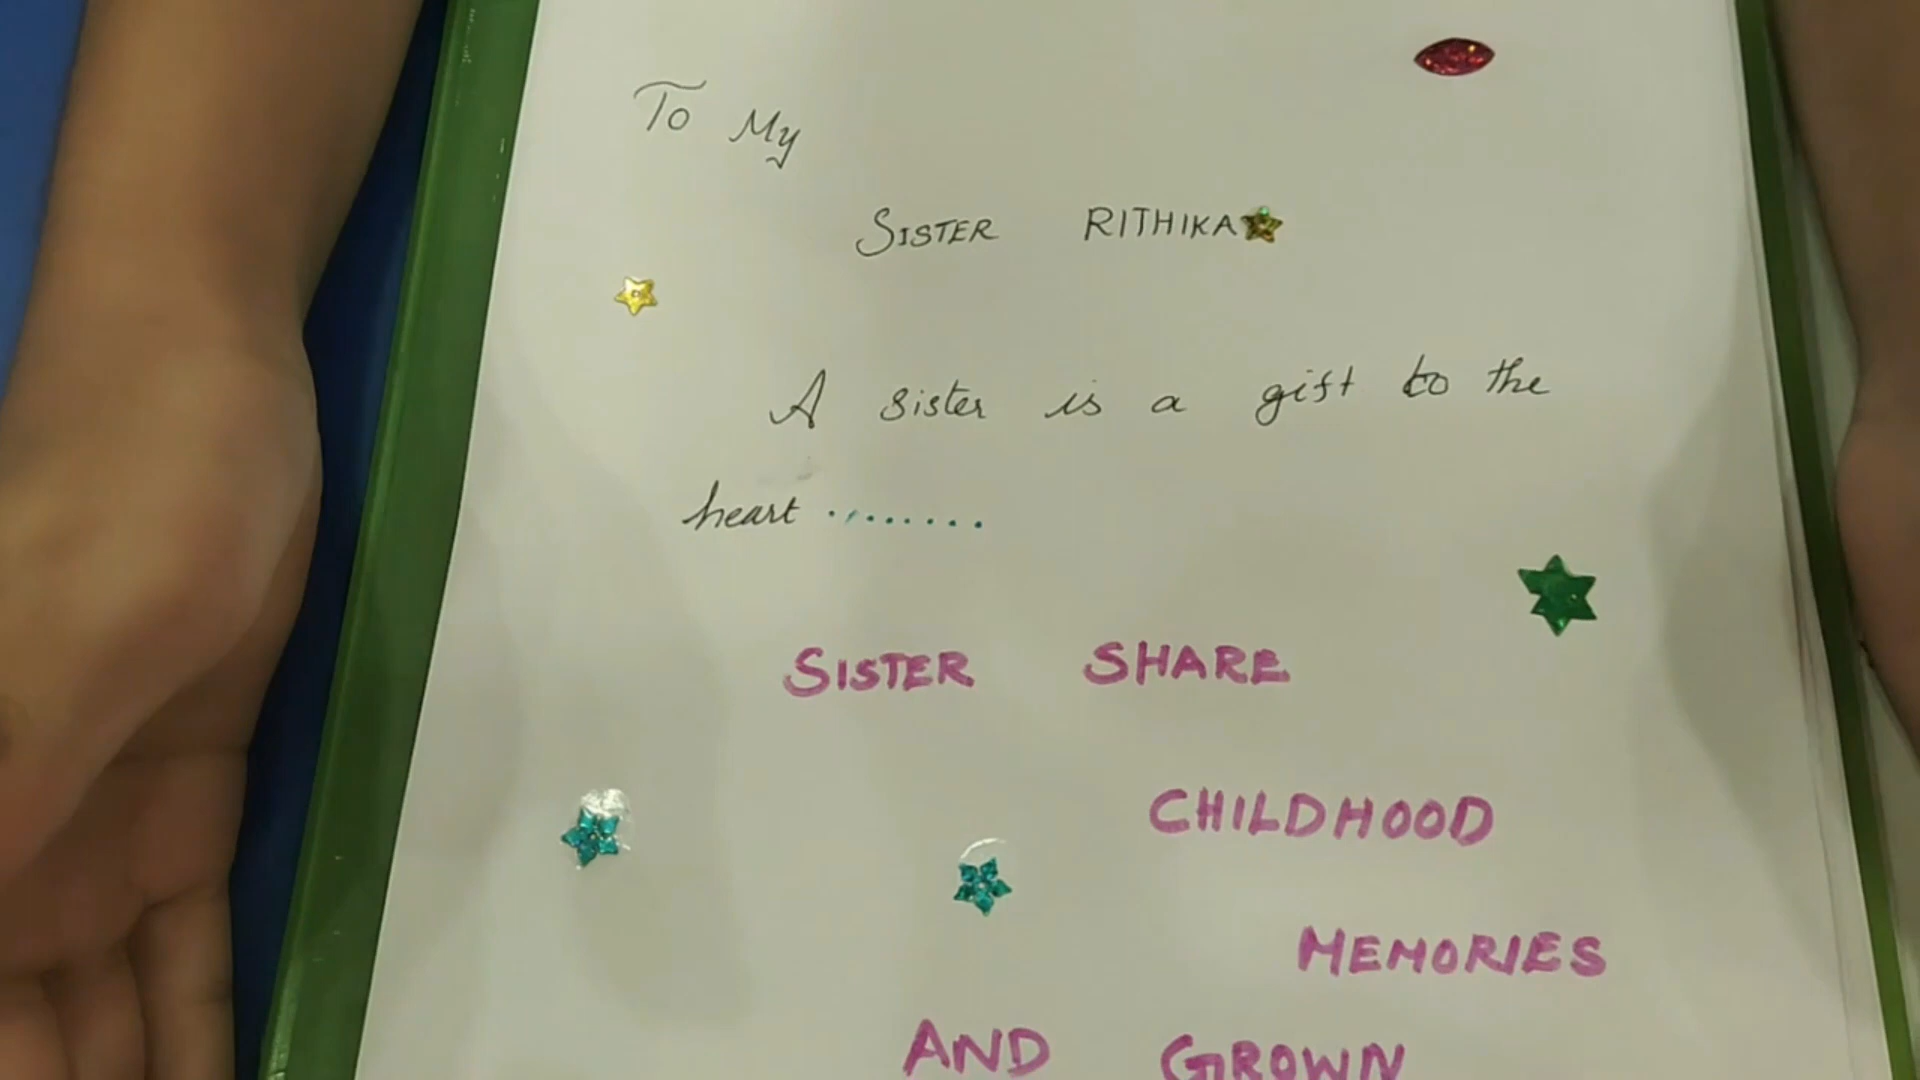 To My
SISTER RITHIKA
A sister is a gift to the
heart .........
SISTER SHARE
CHILDHOOD
MEMORIES
AND GROWN